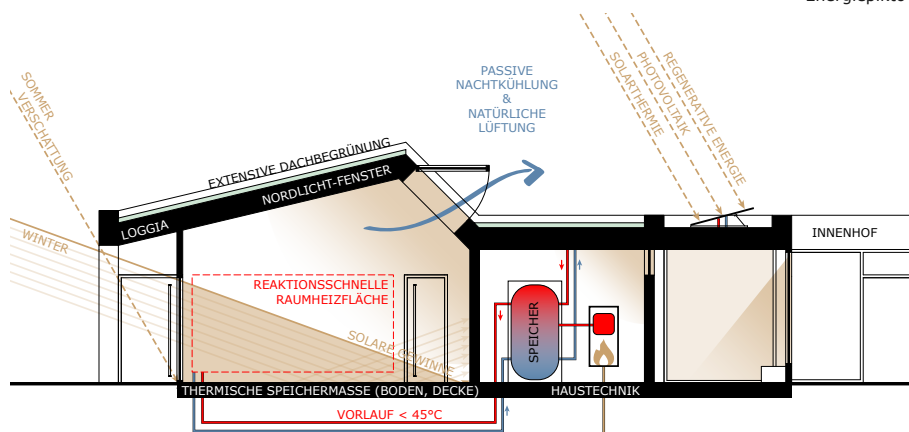 SOMMER
VERSCHATTUNG
WINTER
LOGGIA
EXTENSIVE DACHBEGRÜNUNG
NORDLICHT-FENSTER
PASSIVE
NACHTKÜHLUNG
&
NATÜRLICHE
LÜFTUNG
SOLARTHERMIE
PHOTOVOLTAIK
REGENERATIVE ENERGIE
INNENHOF
REAKTIONSSCHNELLE
RAUMHEIZFLÄCHE
SOLARE GEWINNE
SPEICHER
THERMISCHE SPEICHERMASSE (BODEN, DECKE)
HAUSTECHNIK
VORLAUF < 45°C